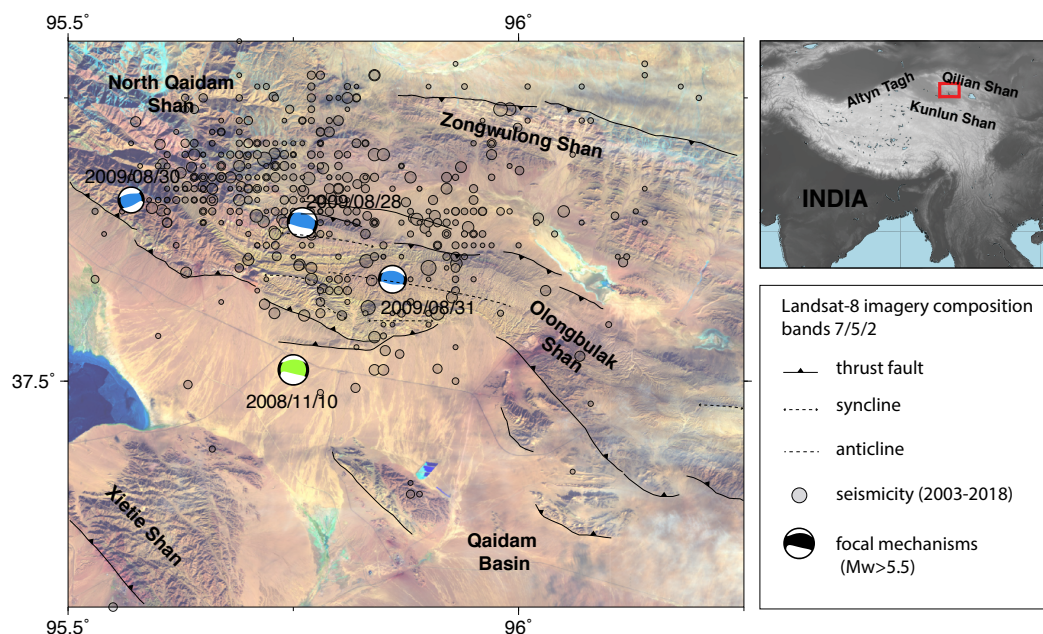 95.5°
96°
North Qaidam
Shan
Zongwulong Shan
2009/08/30
2009/08/28
2009/08/31
Olongbulak
Shan
37.5°
37.5°
2008/11/10
Xietie Shan
Qaidam
Basin
95.5°
96°
Altyn Tagh
Qilian Shan
Kunlun Shan
INDIA
Landsat-8 imagery composition
bands 7/5/2
thrust fault
syncline
anticline
seismicity (2003-2018)
focal mechanisms
(Mw>5.5)